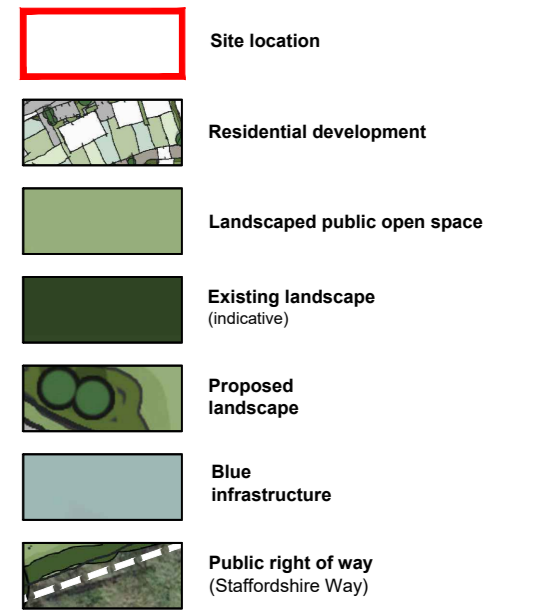 Site location
Residential development
Landscaped public open space
Existing landscape
(indicative)
Proposed
landscape
Blue
infrastructure
Public right of way
(Staffordshire Way)